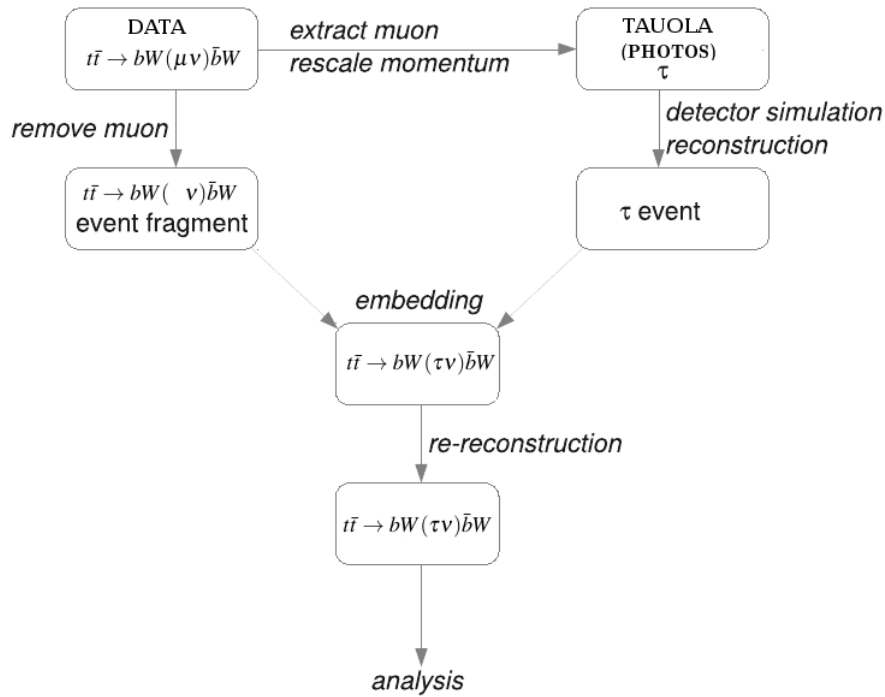 DATA
tt̄ → bW(μν)b̄W
extract muon
rescale momentum
TAUOLA
(PHOTOS)
τ
remove muon
detector simulation
reconstruction
tt̄ → bW( ν)b̄W
event fragment
τ event
embedding
tt̄ → bW(τν)b̄W
re-reconstruction
tt̄ → bW(τν)b̄W
analysis